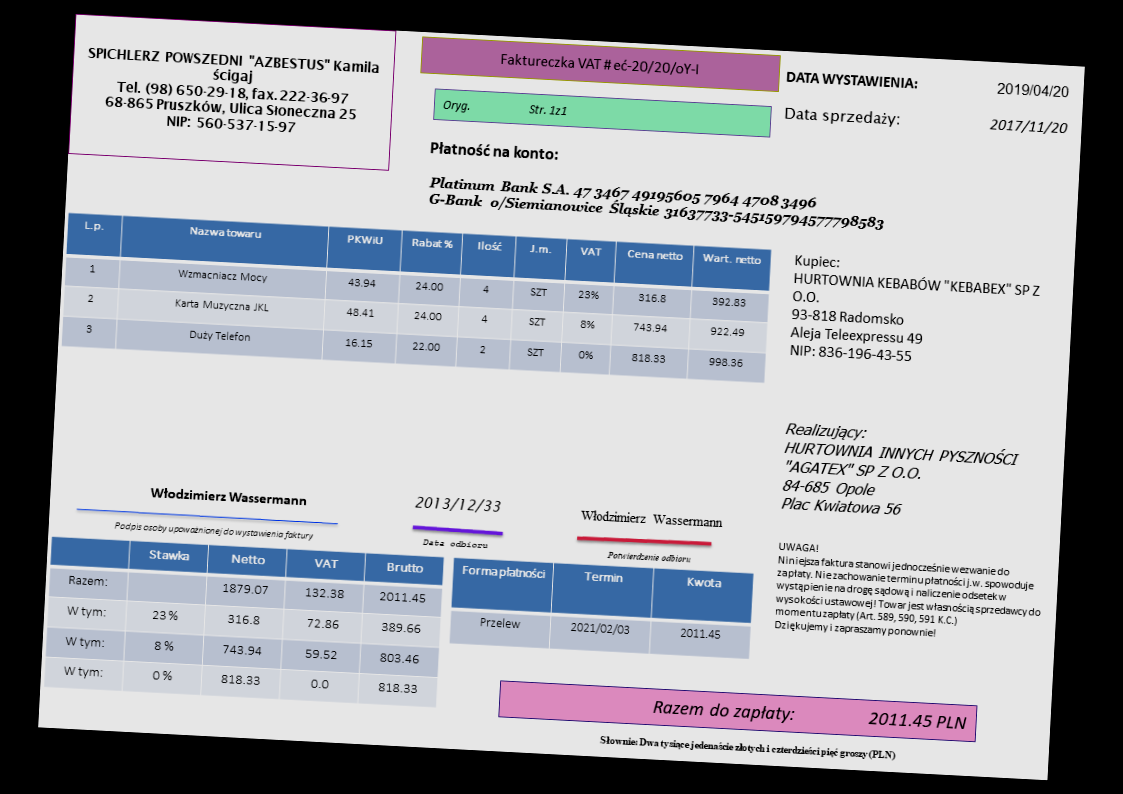 SPICHLERZ POWSZEDNI "AZBESTUS" Kamila
ścigaj
Tel. (98) 650-29-18, fax. 222-36-97
68-865 Pruszków, Ulica Słoneczna 25
NIP: 560-537-15-97
Faktureczka VAT # eć-20/20/oY-I
Oryg. Str. 1z1
DATA WYSTAWIENIA: 2019/04/20
Data sprzedaży: 2017/11/20
Płatność na konto:
Platinum Bank S.A. 47 3467 49195605 7964 4708 3496
G-Bank o/Siemianowice Śląskie 31637733-545159794577798583
L.p. Nazwa towaru PKWiU Rabat % Ilość J.m. VAT Cena netto Wart. netto
1 Wzmacniacz Mocy 43.94 24.00 4 SZT 23% 316.8 392.83
2 Karta Muzyczna JKL 48.41 24.00 4 SZT 8% 743.94 922.49
3 Duży Telefon 16.15 22.00 2 SZT 0% 818.33 998.36
Kupiec:
HURTOWNIA KEBABÓW "KEBABEX" SP Z
O.O.
93-818 Radomsko
Aleja Teleexpressu 49
NIP: 836-196-43-55
Realizujący:
HURTOWNIA INNYCH PYSZNOŚCI
"AGATEX" SP Z O.O.
84-685 Opole
Plac Kwiatowa 56
Włodzimierz Wassermann
Podpis osoby upoważnionej do wystawienia faktury
2013/12/33
Data odbioru
Włodzimierz Wassermann
Potwierdzenie odbioru
Stawka Netto VAT Brutto
Razem: 1879.07 132.38 2011.45
W tym: 23 % 316.8 72.86 389.66
W tym: 8 % 743.94 59.52 803.46
W tym: 0 % 818.33 0.0 818.33
Forma płatności Termin Kwota
Przelew 2021/02/03 2011.45
UWAGA!
Niniejsza faktura stanowi jednocześnie wezwanie do
zapłaty. Nie zachowanie terminu płatności j.w. spowoduje
wystąpienie na drogę sądową i naliczenie odsetek w
wysokości ustawowej! Towar jest własnością sprzedawcy do
momentu zapłaty (Art. 589, 590, 591 K.C.)
Dziękujemy i zapraszamy ponownie!
Razem do zapłaty: 2011.45 PLN
Słownie: Dwa tysiące jedenaście złotych i czterdzieści pięć groszy (PLN)